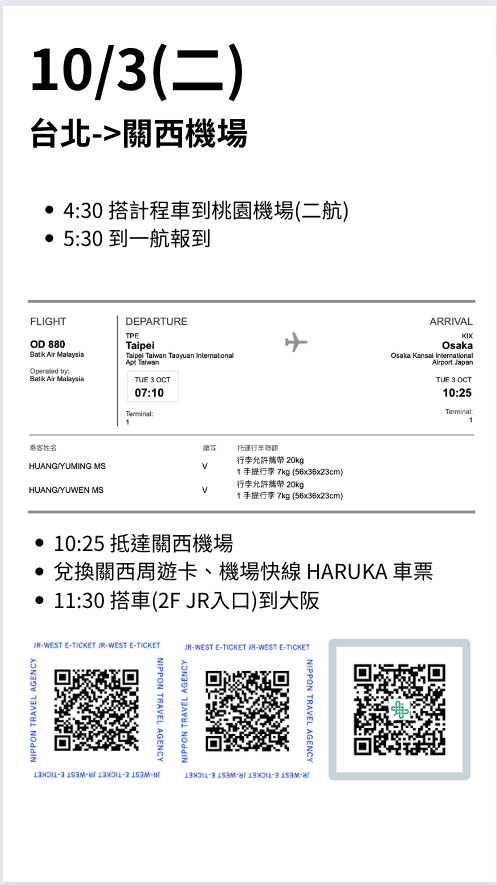 10/3(二)
台北->關西機場
4:30 搭計程車到桃園機場(二航)
5:30 到一航報到
FLIGHT
OD 880
Batik Air Malaysia
Operated by:
Batik Air Malaysia
DEPARTURE
TPE
Taipei
Taipei Taiwan Taoyuan International
Apt Taiwan
TUE 3 OCT
07:10
Terminal:
1
ARRIVAL
KIX
Osaka
Osaka Kansai International
Airport Japan
TUE 3 OCT
10:25
Terminal:
1
乘客姓名 艙等 托運行李限額
HUANG/YUMING MS V 行李允許攜帶 20kg
1 手提行李 7kg (56x36x23cm)
HUANG/YUWEN MS V 行李允許攜帶 20kg
1 手提行李 7kg (56x36x23cm)
10:25 抵達關西機場
兌換關西周遊卡、機場快線 HARUKA 車票
11:30 搭車(2F JR入口)到大阪
JR-WEST E-TICKET JR-WEST E-TICKET
NIPPON TRAVEL AGENCY
NIPPON TRAVEL AGENCY
JR-WEST E-TICKET JR-WEST E-TICKET
JR-WEST E-TICKET JR-WEST E-TICKET
NIPPON TRAVEL AGENCY
NIPPON TRAVEL AGENCY
JR-WEST E-TICKET JR-WEST E-TICKET